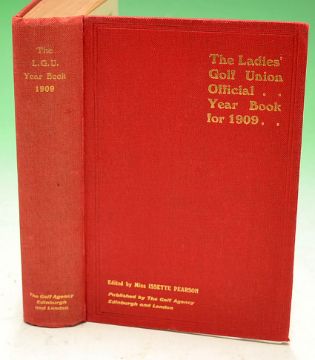 The
L.G.U.
Year Book
1909
The Golf Agency
Edinburgh
and London
The Ladies'
Golf Union
Official . .
Year Book
for 1909. .
Edited by Miss ISSETTE PEARSON
Published by The Golf Agency
Edinburgh and London